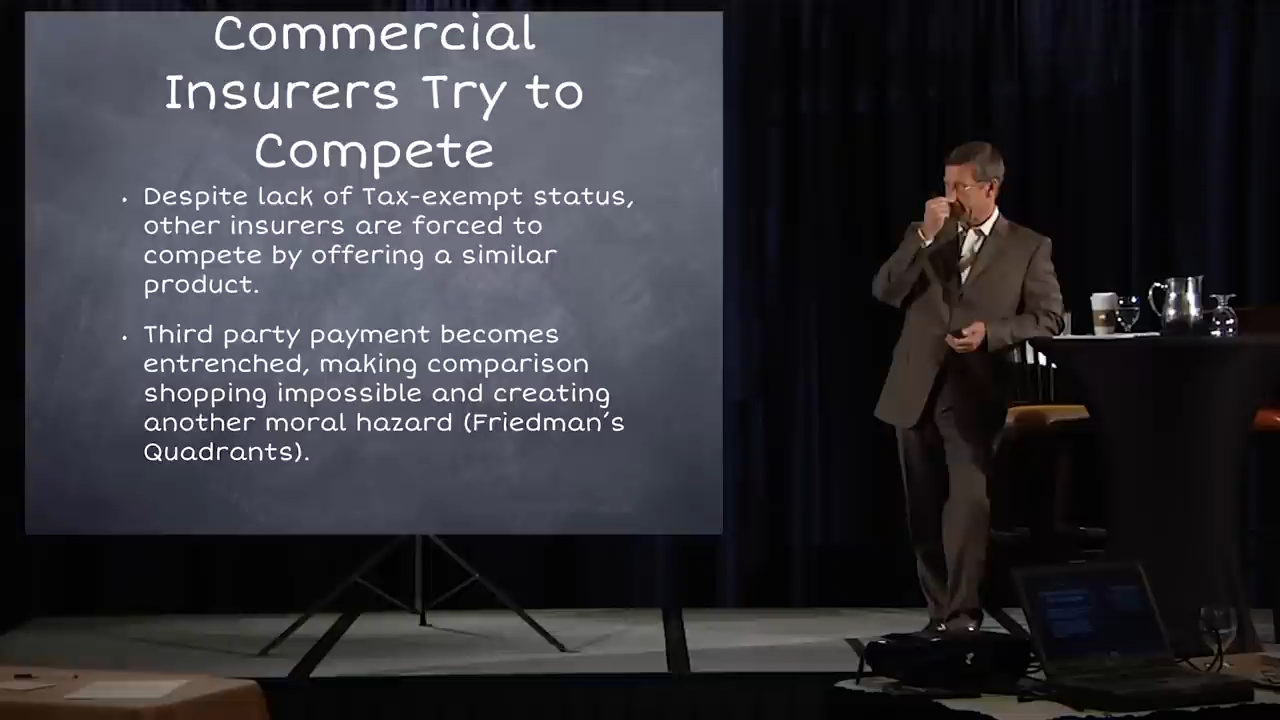 Commercial
Insurers Try to
Compete
• Despite lack of Tax-exempt status,
other insurers are forced to
compete by offering a similar
product.
• Third party payment becomes
entrenched, making comparison
shopping impossible and creating
another moral hazard (Friedman's
Quadrants).